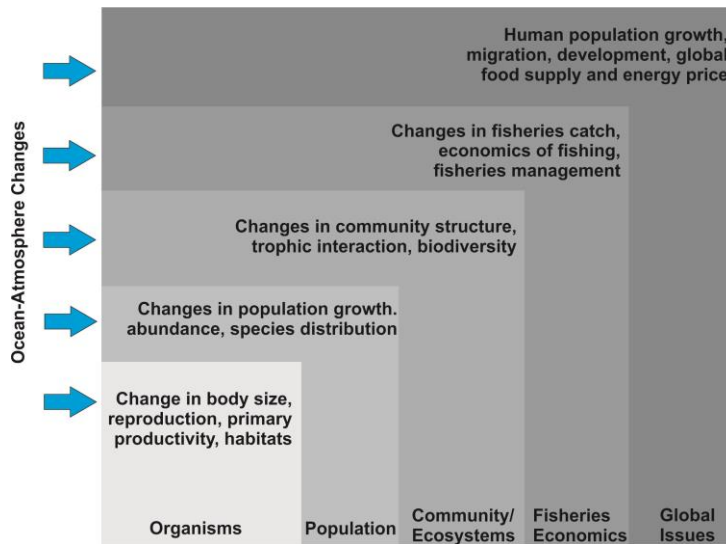 Ocean-Atmosphere Changes
Human population growth,
migration, development, global
food supply and energy price
Changes in fisheries catch,
economics of fishing,
fisheries management
Changes in community structure,
trophic interaction, biodiversity
Changes in population growth.
abundance, species distribution
Change in body size,
reproduction, primary
productivity, habitats
Organisms
Population
Community/
Ecosystems
Fisheries
Economics
Global
Issues